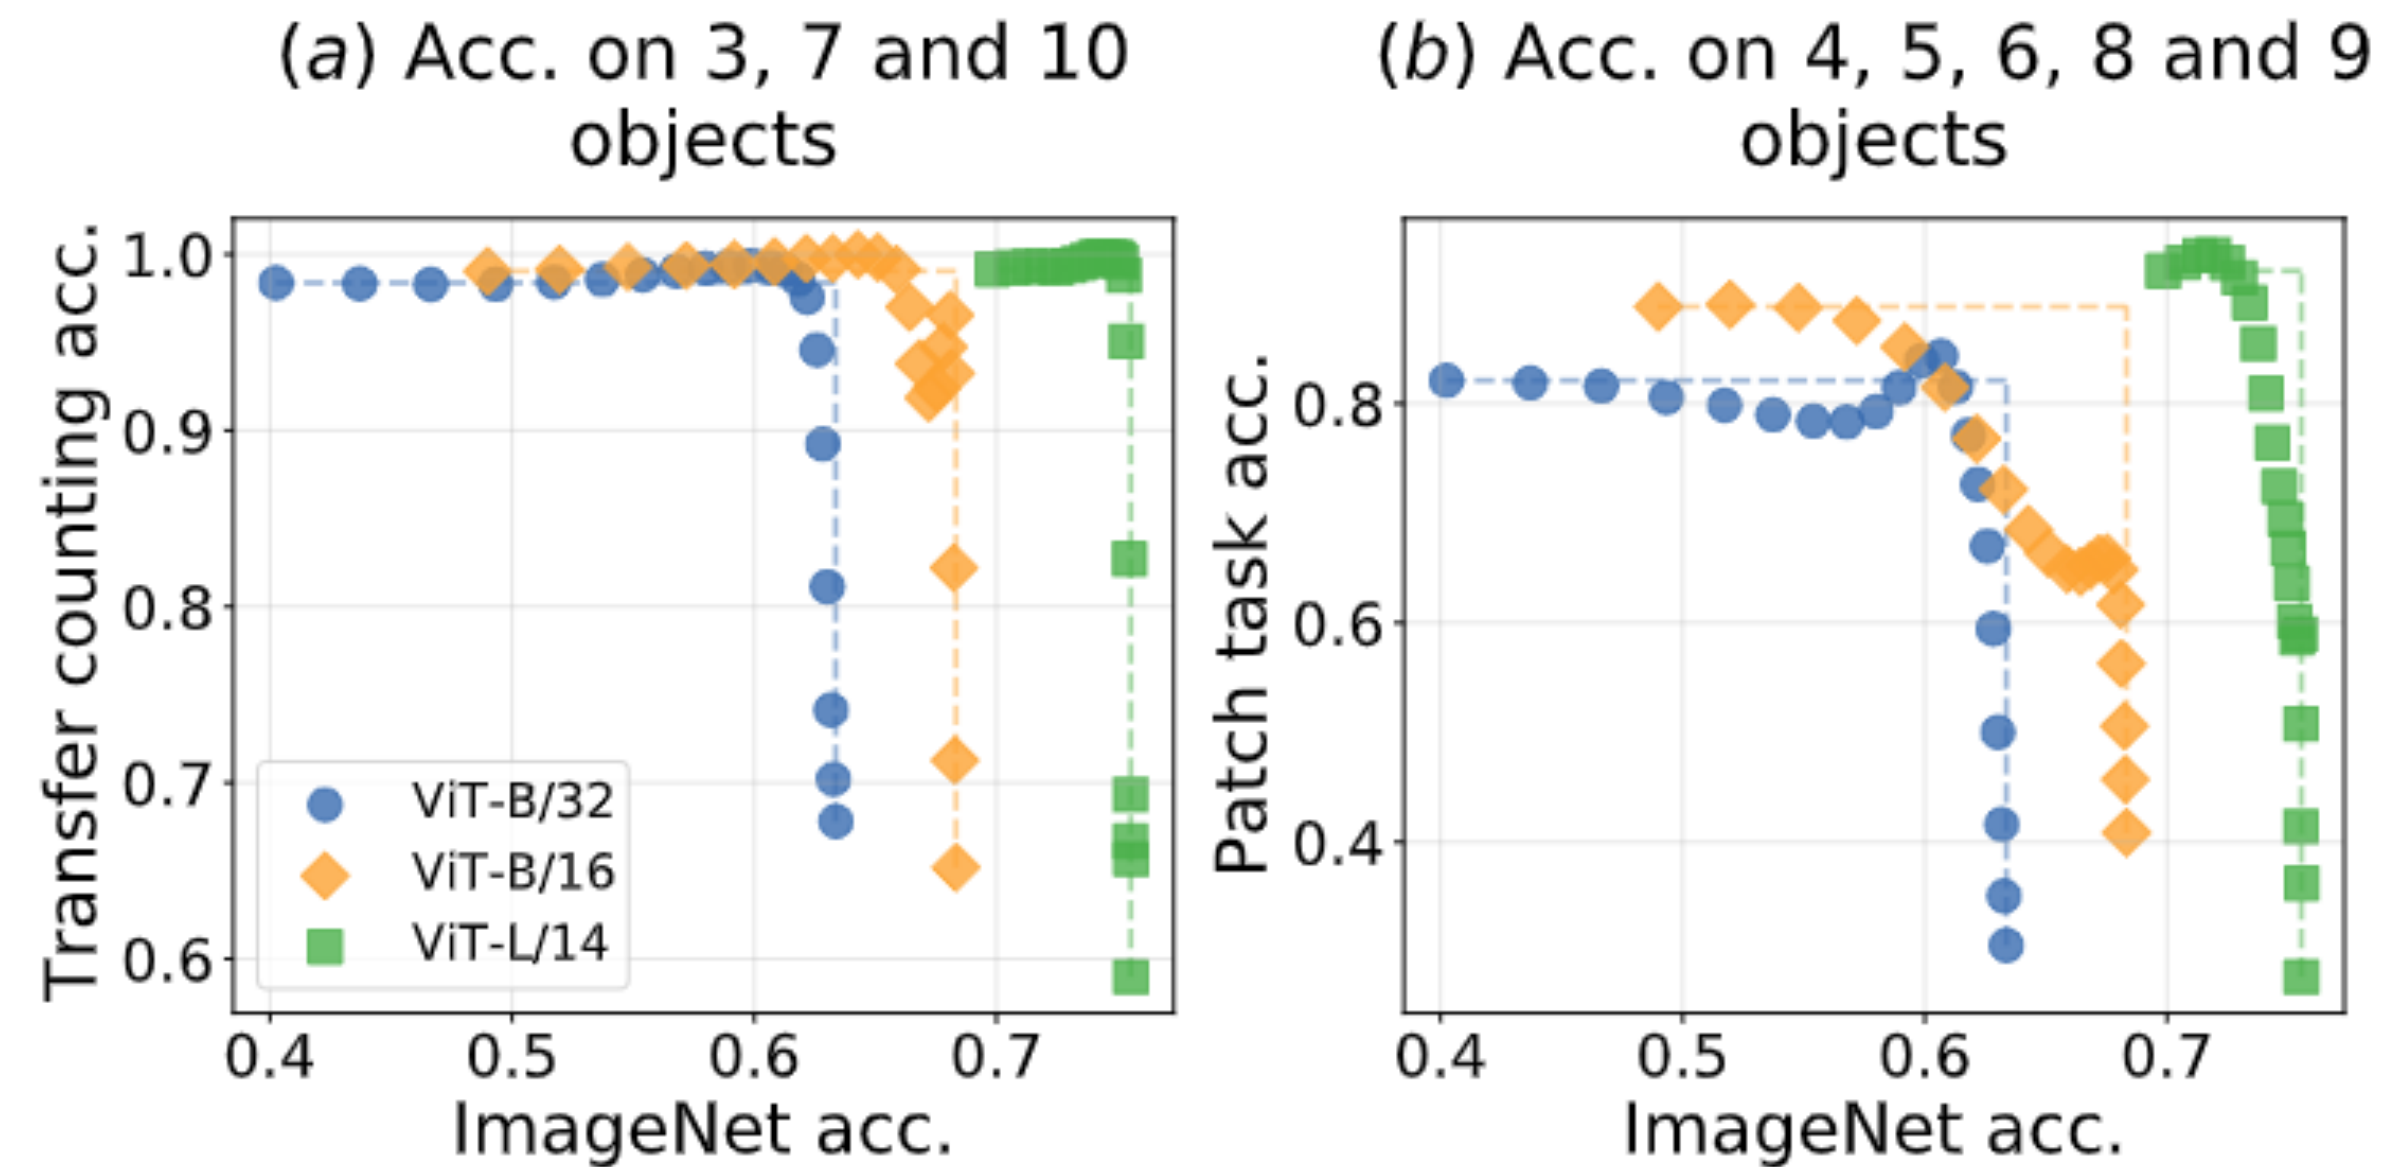 (a) Acc. on 3, 7 and 10
objects
(b) Acc. on 4, 5, 6, 8 and 9
objects
Transfer counting acc.
1.0
0.9
0.8
0.7
0.6
ViT-B/32
ViT-B/16
ViT-L/14
0.4 0.5 0.6 0.7
ImageNet acc.
Patch task acc.
0.8
0.6
0.4
0.4 0.5 0.6 0.7
ImageNet acc.